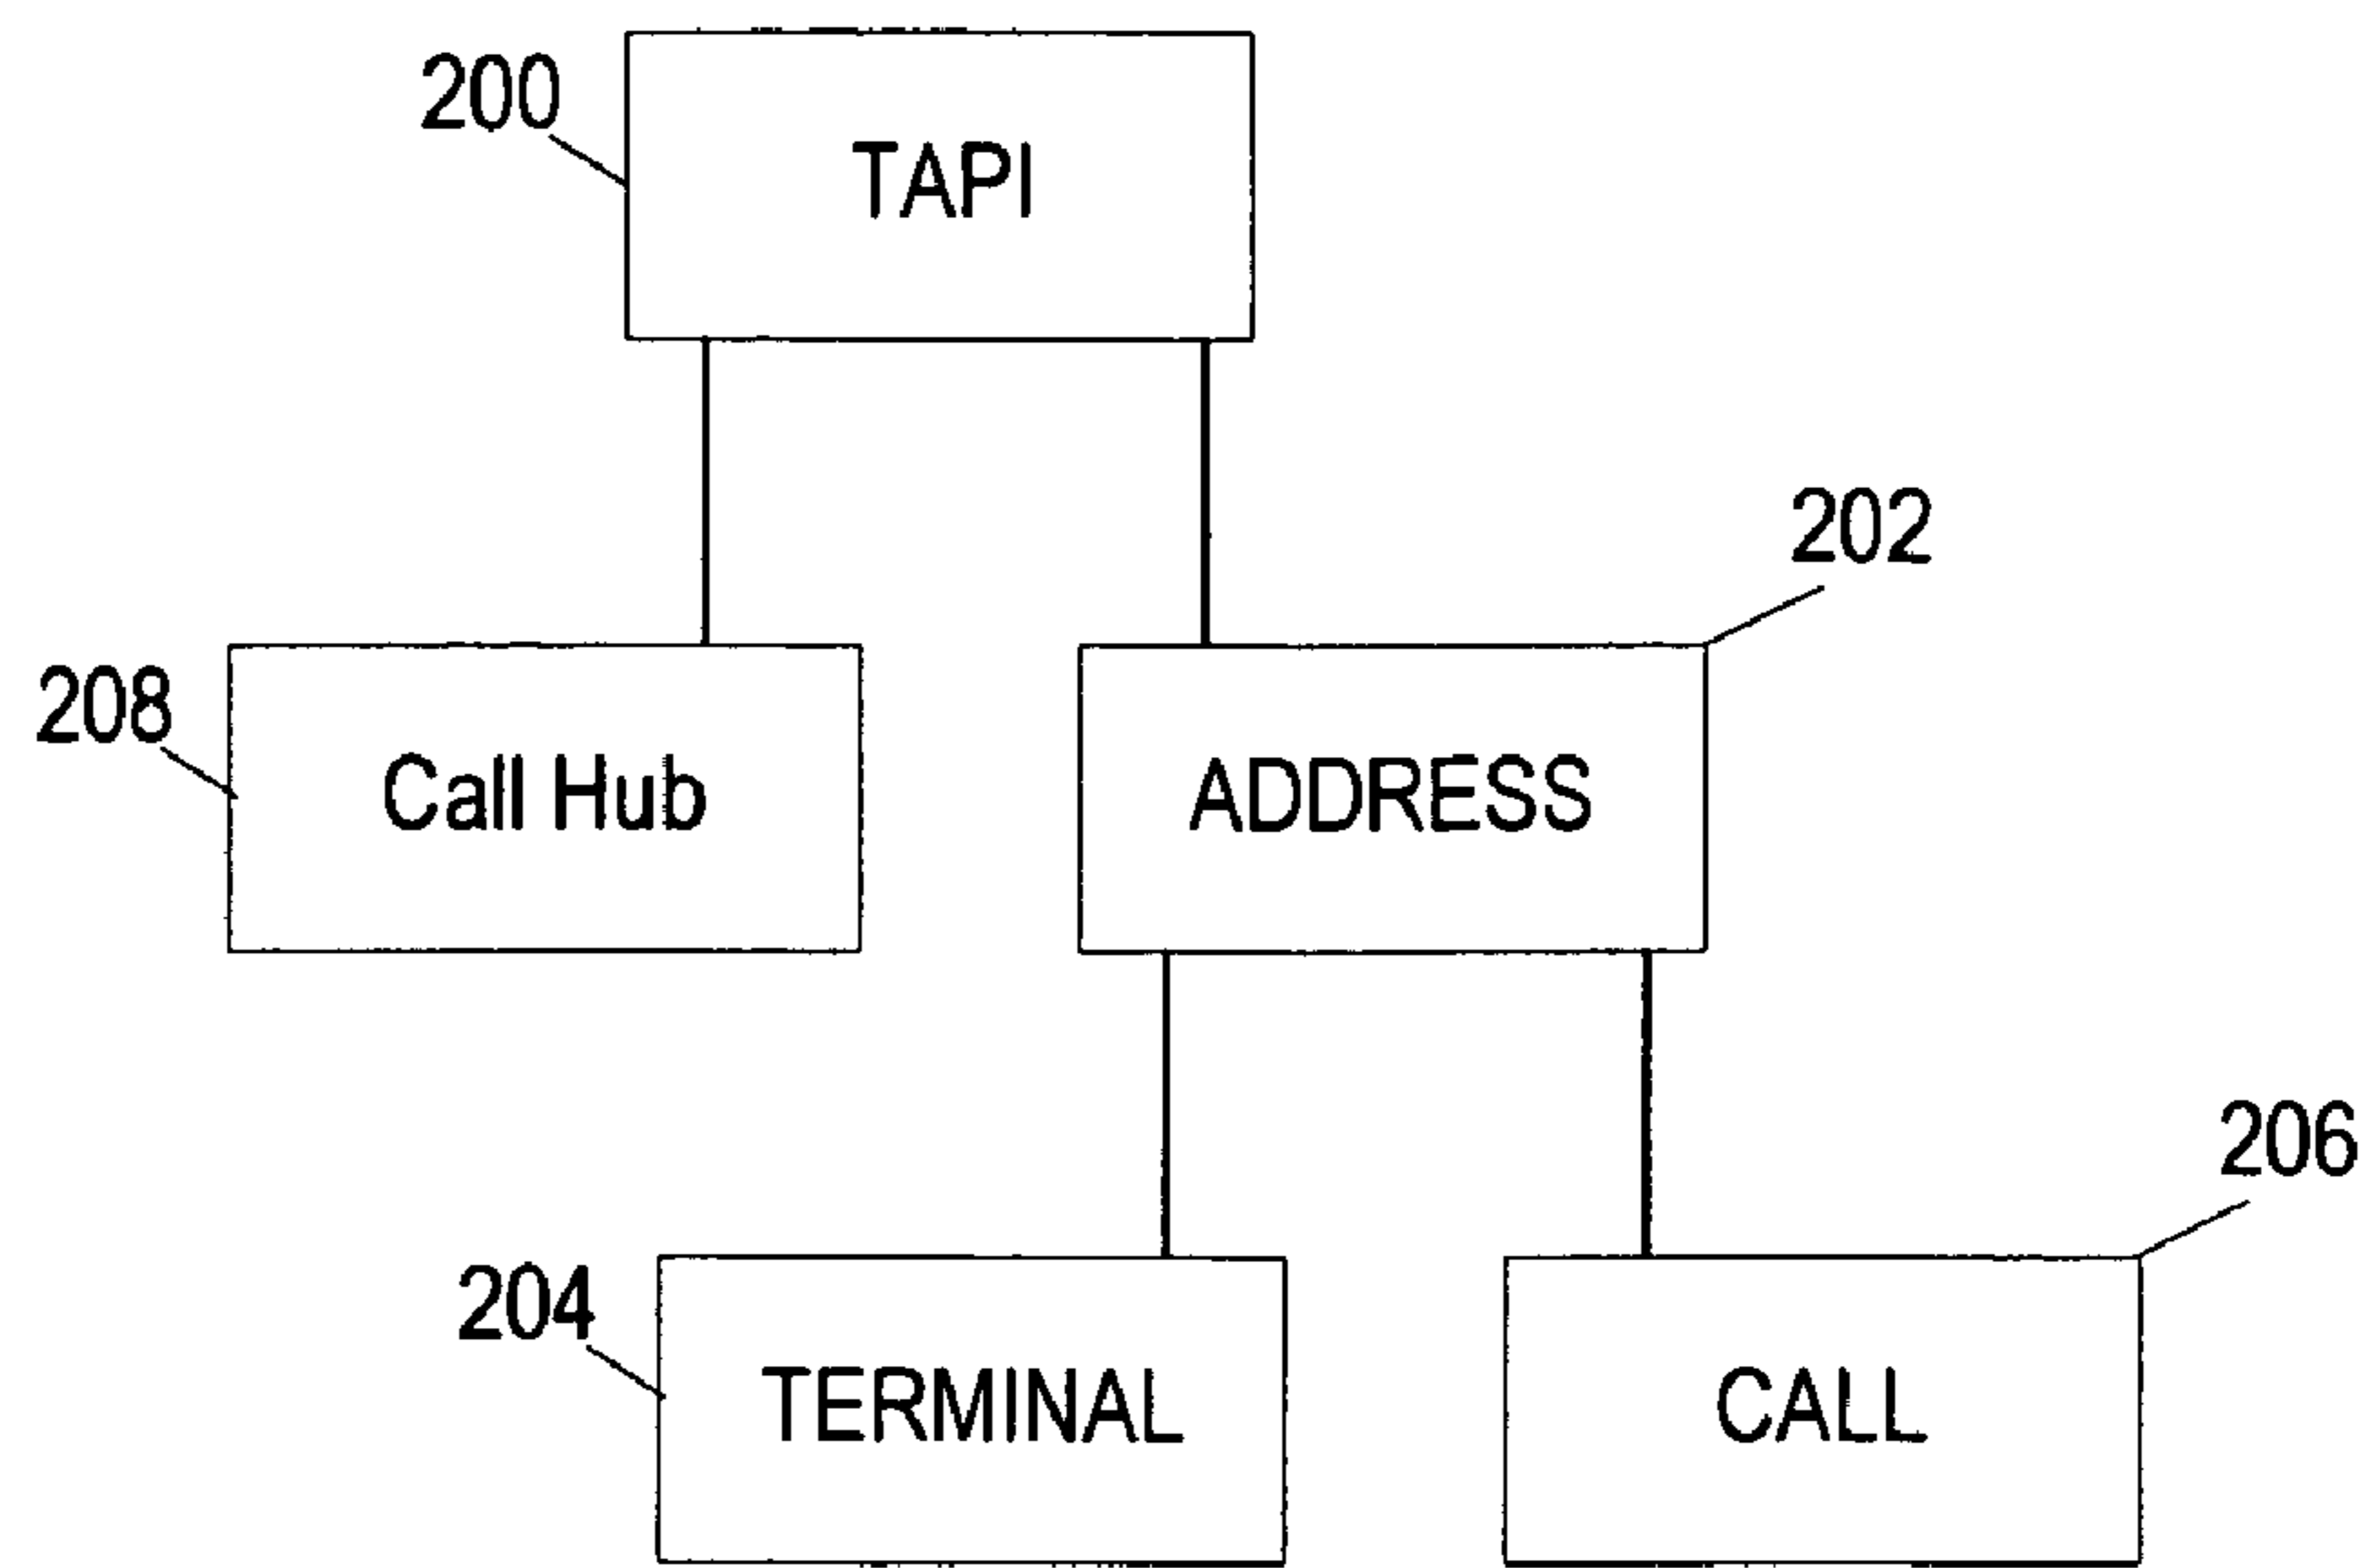 200
TAPI
202
208
Call Hub
ADDRESS
206
204
TERMINAL
CALL